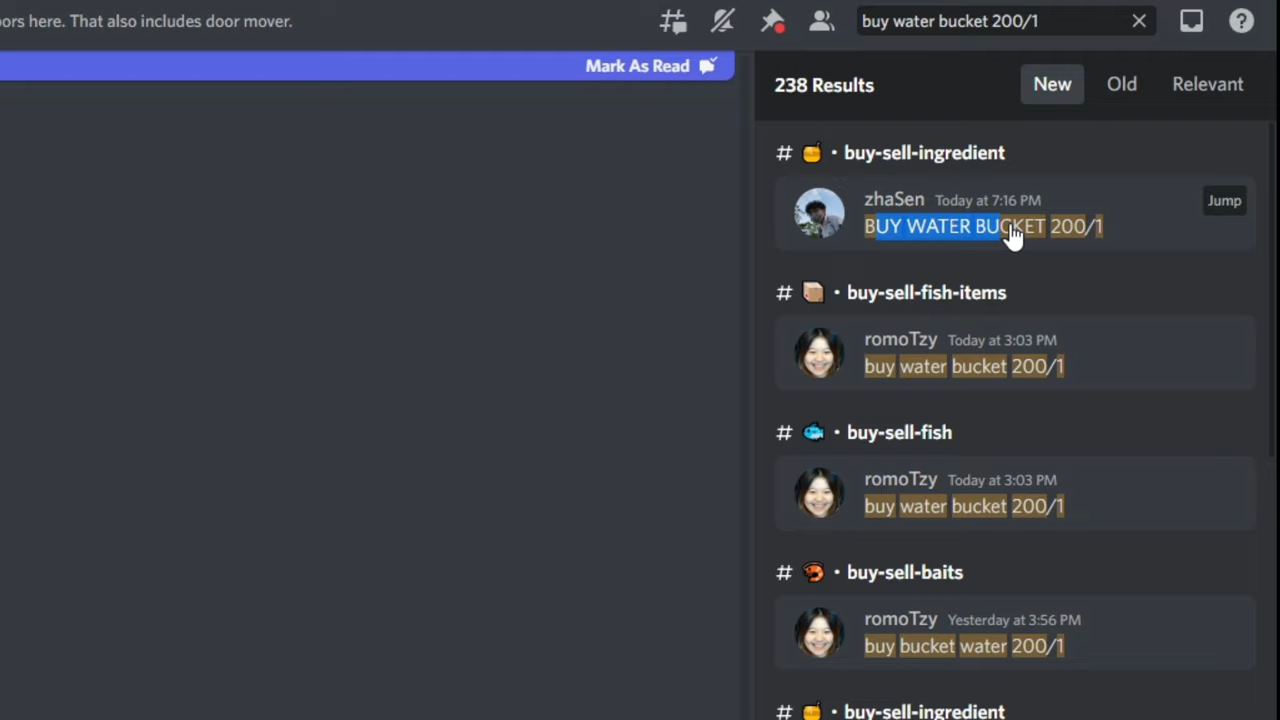 ors here. That also includes door mover.
buy water bucket 200/1
Mark As Read
238 Results
New
Old
Relevant
# • buy-sell-ingredient
zhaSen Today at 7:16 PM
Jump
BUY WATER BUCKET 200/1
# • buy-sell-fish-items
romoTzy Today at 3:03 PM
buy water bucket 200/1
# • buy-sell-fish
romoTzy Today at 3:03 PM
buy water bucket 200/1
# • buy-sell-baits
romoTzy Yesterday at 3:56 PM
buy bucket water 200/1
# • buy-sell-ingredient